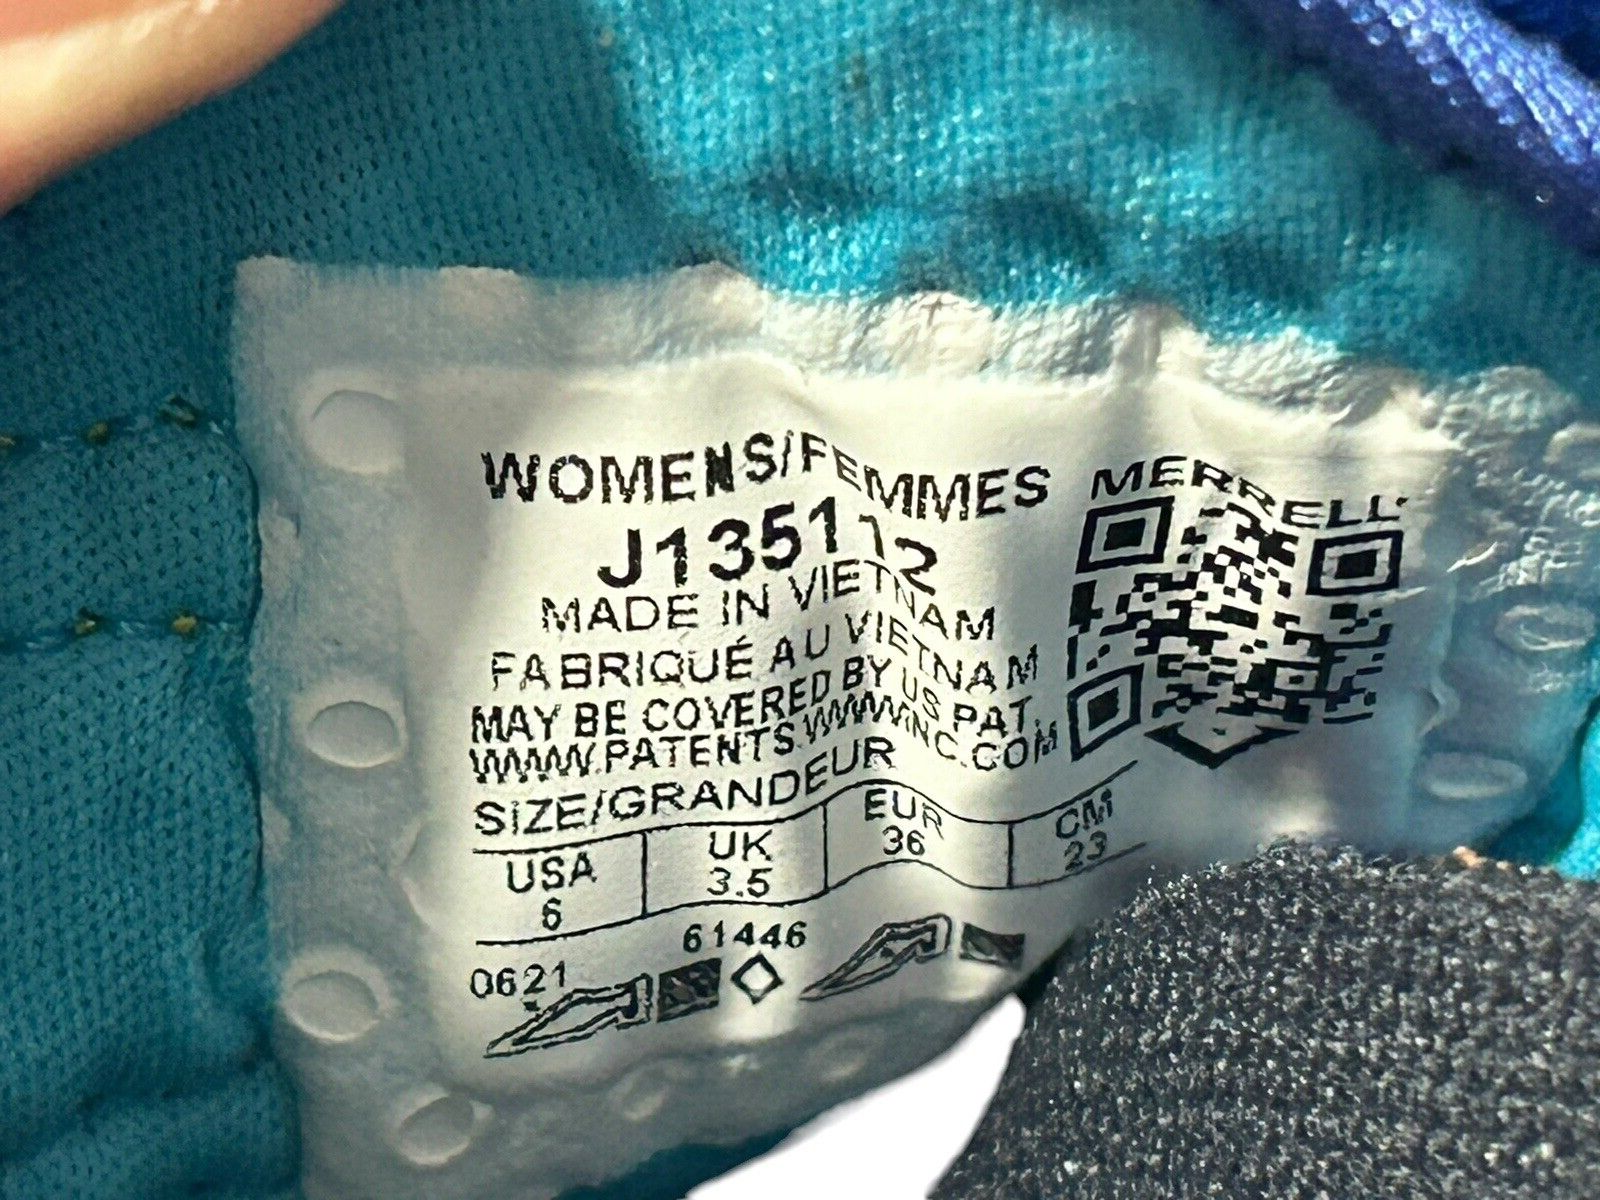 WOMENS/FEMMES
J135112
MADE IN VIETNAM
FABRIQUÉ AU VIETNAM
MAY BE COVERED BY US PAT.
WWW.PATENTS.WWWINC.COM
SIZE/GRANDEUR
USA UK EUR CM
6 3.5 36 23
61446
0621
MERRELL